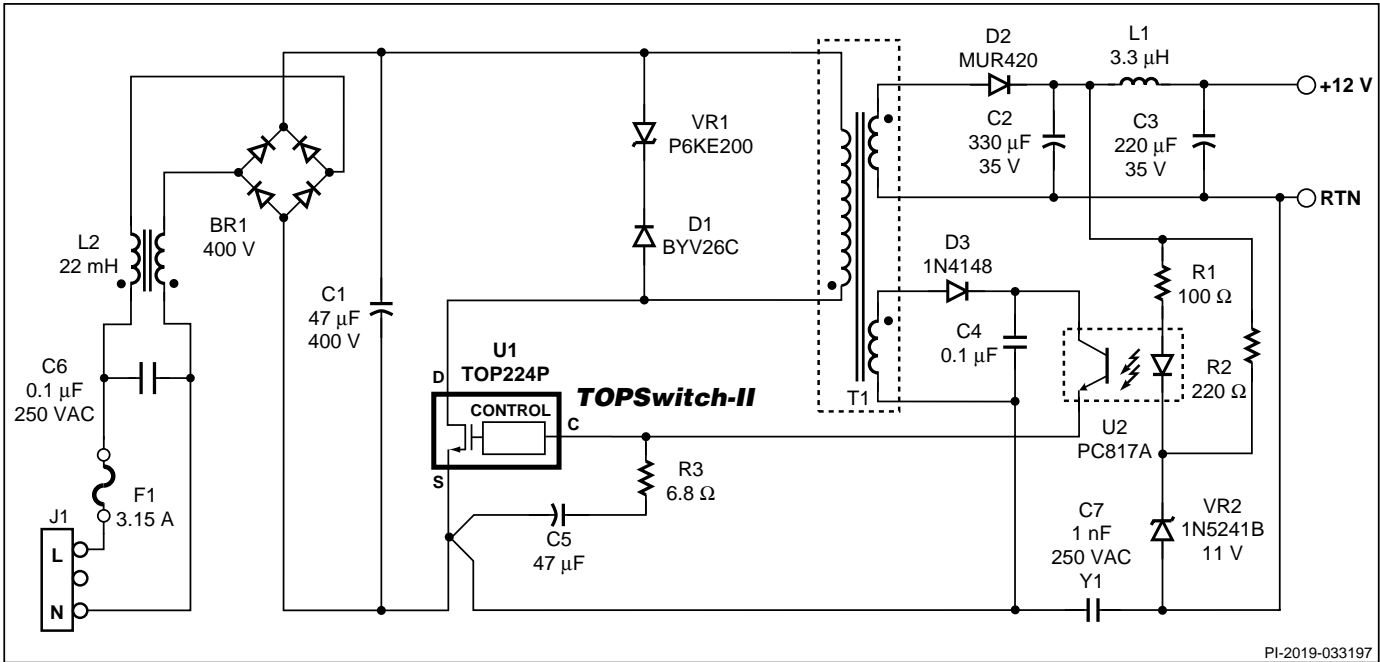 D2
MUR420
L1
3.3 µH
+12 V
C2
330 µF
35 V
C3
220 µF
35 V
RTN
VR1
P6KE200
D1
BYV26C
BR1
400 V
L2
22 mH
C1
47 µF
400 V
D3
1N4148
C4
0.1 µF
R1
100 Ω
R2
220 Ω
T1
U2
PC817A
U1
TOP224P
TOPSwitch-II
D
CONTROL
C
S
C6
0.1 µF
250 VAC
F1
3.15 A
J1
L
N
R3
6.8 Ω
C5
47 µF
C7
1 nF
250 VAC
Y1
VR2
1N5241B
11 V
PI-2019-033197